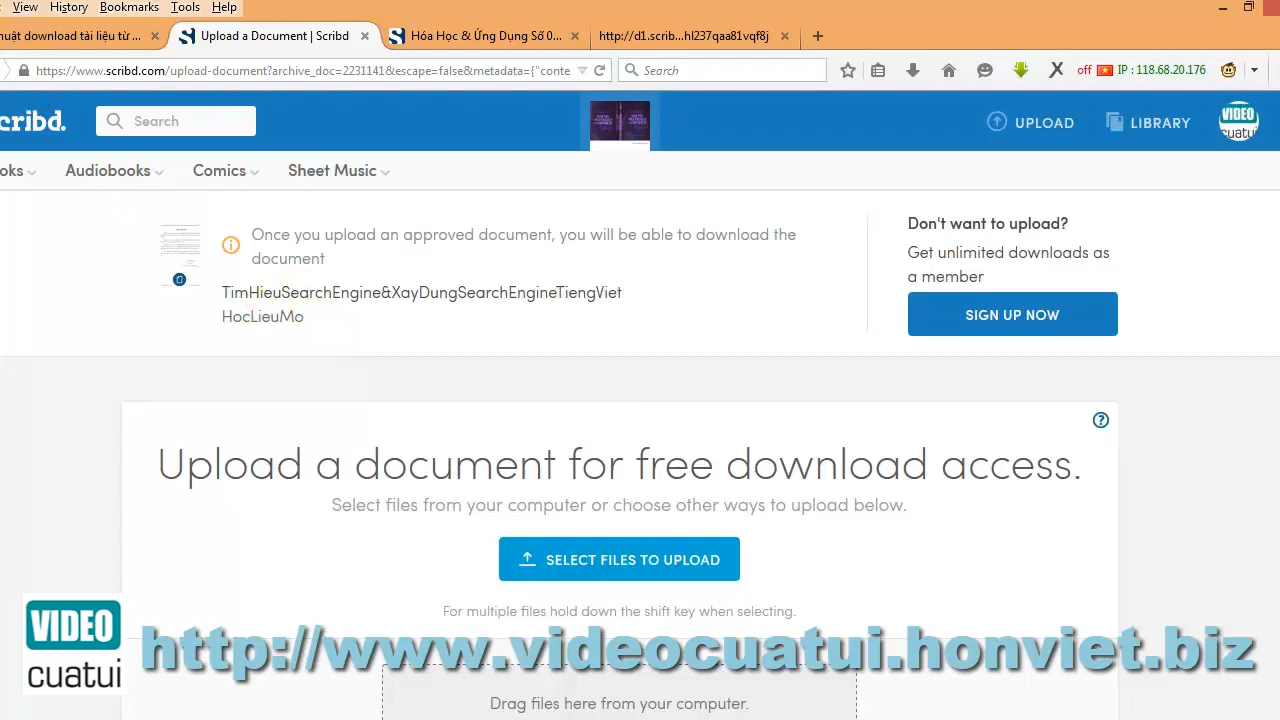 View History Bookmarks Tools Help
huật download tài liệu từ ... × Upload a Document | Scribd × Hóa Học & Ứng Dụng Số 0... × http://d1.scrib...hl237qaa81vqf8j × +
https://www.scribd.com/upload-document?archive_doc=2231141&escape=false&metadata={"conte Search off IP : 118.68.20.176
cribd. Search UPLOAD LIBRARY VIDEO
cuatui
oks Audiobooks Comics Sheet Music
Once you upload an approved document, you will be able to download the
document
TimHieuSearchEngine&XayDungSearchEngineTiengViet
HocLieuMo
Don't want to upload?
Get unlimited downloads as
a member
SIGN UP NOW
Upload a document for free download access.
Select files from your computer or choose other ways to upload below.
SELECT FILES TO UPLOAD
For multiple files hold down the shift key when selecting.
VIDEO
cuatui
http://www.videocuatui.honviet.biz
Drag files here from your computer.